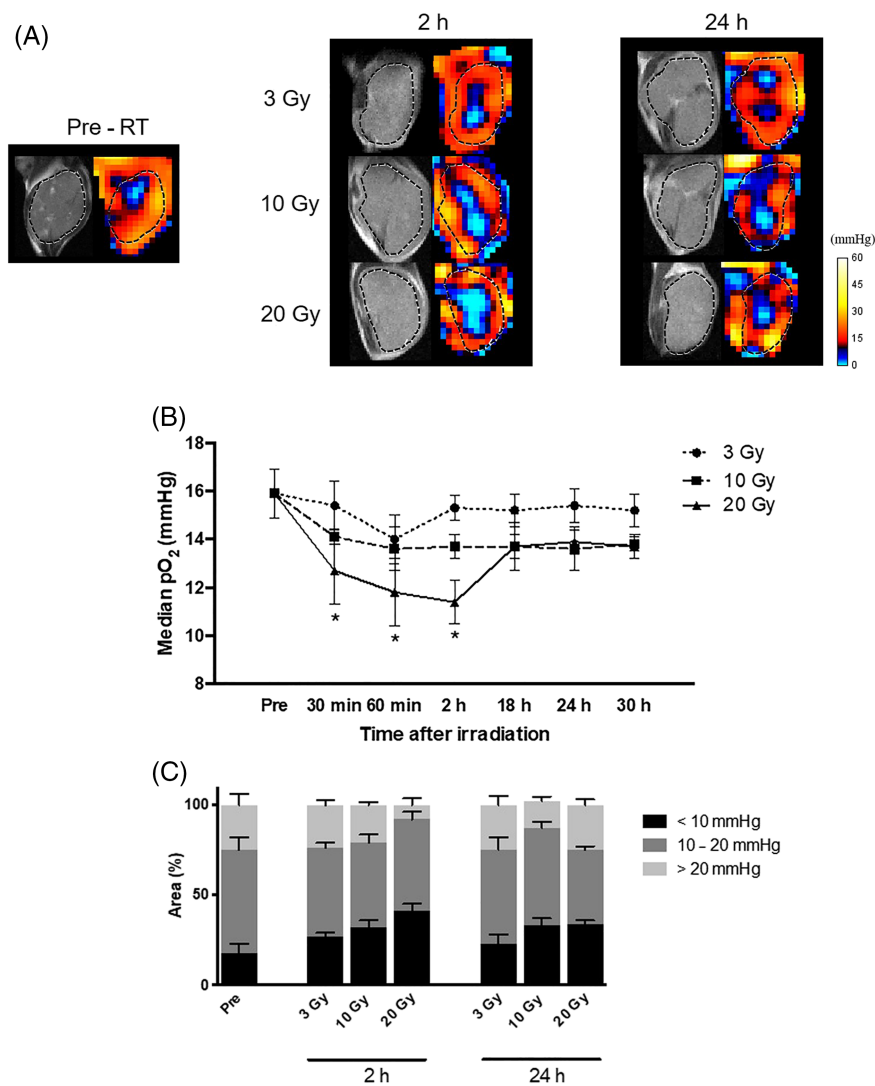 (A)
2 h
24 h
Pre - RT
3 Gy
10 Gy
20 Gy
(mmHg)
60
45
30
15
0
(B)
18
16
14
12
10
8
Median pO2 (mmHg)
3 Gy
10 Gy
20 Gy
* * *
Pre 30 min 60 min 2 h 18 h 24 h 30 h
Time after irradiation
(C)
100
50
0
Area (%)
< 10 mmHg
10 – 20 mmHg
> 20 mmHg
Pre 3 Gy 10 Gy 20 Gy 3 Gy 10 Gy 20 Gy
2 h 24 h